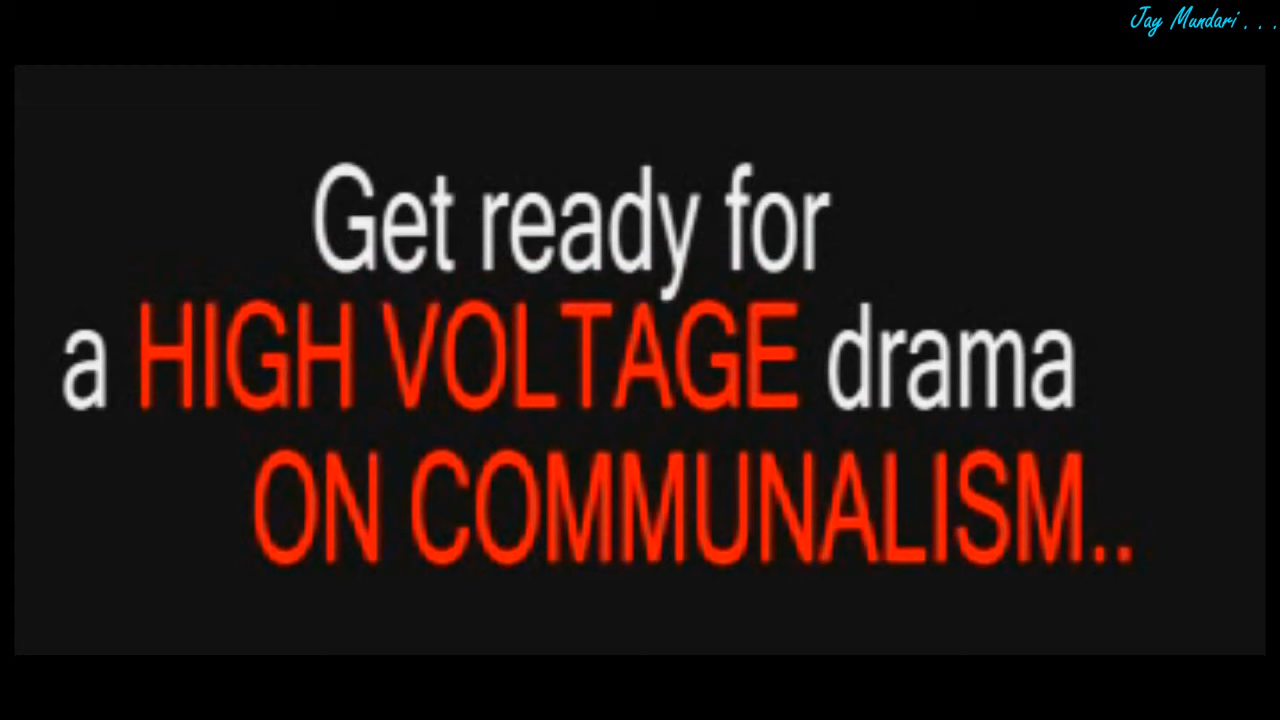 Jay Mundari . . .
Get ready for
a HIGH VOLTAGE drama
ON COMMUNALISM..